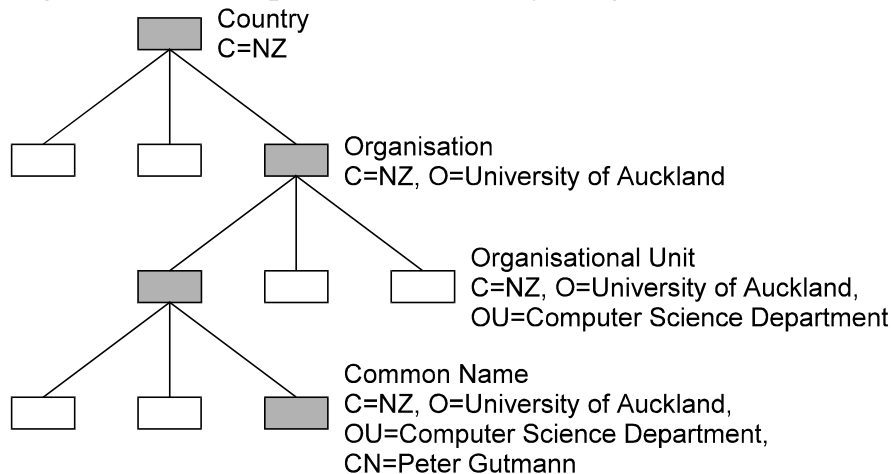 Country
C=NZ
Organisation
C=NZ, O=University of Auckland
Organisational Unit
C=NZ, O=University of Auckland,
OU=Computer Science Department
Common Name
C=NZ, O=University of Auckland,
OU=Computer Science Department,
CN=Peter Gutmann